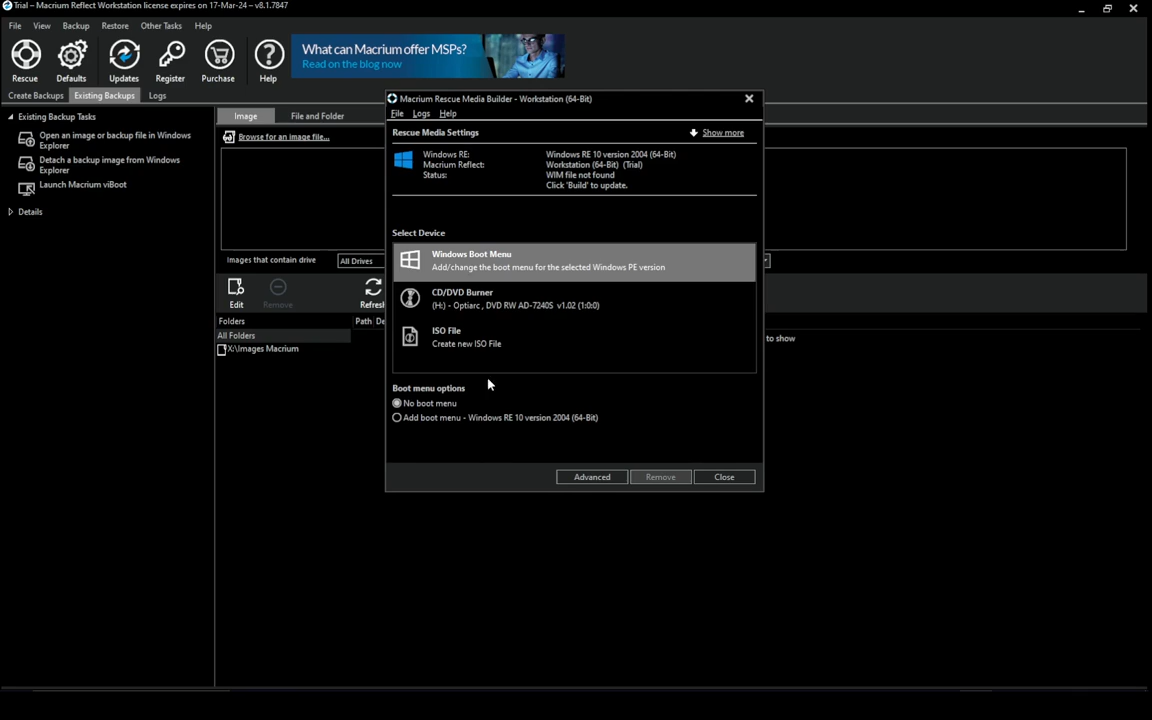 Trial – Macrium Reflect Workstation license expires on 17-Mar-24 – v8.1.7847
File View Backup Restore Other Tasks Help
Rescue Defaults Updates Register Purchase Help
What can Macrium offer MSPs?
Read on the blog now
Create Backups Existing Backups Logs
Existing Backup Tasks
Open an image or backup file in Windows
Explorer
Detach a backup image from Windows
Explorer
Launch Macrium viBoot
Details
Image File and Folder
Browse for an image file...
Images that contain drive All Drives
Edit Remove Refresh
Folders
All Folders
X:\Images Macrium
Path De
to show
Macrium Rescue Media Builder - Workstation (64-Bit)
File Logs Help
Rescue Media Settings Show more
Windows RE: Windows RE 10 version 2004 (64-Bit)
Macrium Reflect: Workstation (64-Bit) (Trial)
Status: WIM file not found
Click 'Build' to update.
Select Device
Windows Boot Menu
Add/change the boot menu for the selected Windows PE version
CD/DVD Burner
(H:) - Optiarc , DVD RW AD-7240S v1.02 (1:0:0)
ISO File
Create new ISO File
Boot menu options
No boot menu
Add boot menu - Windows RE 10 version 2004 (64-Bit)
Advanced Remove Close